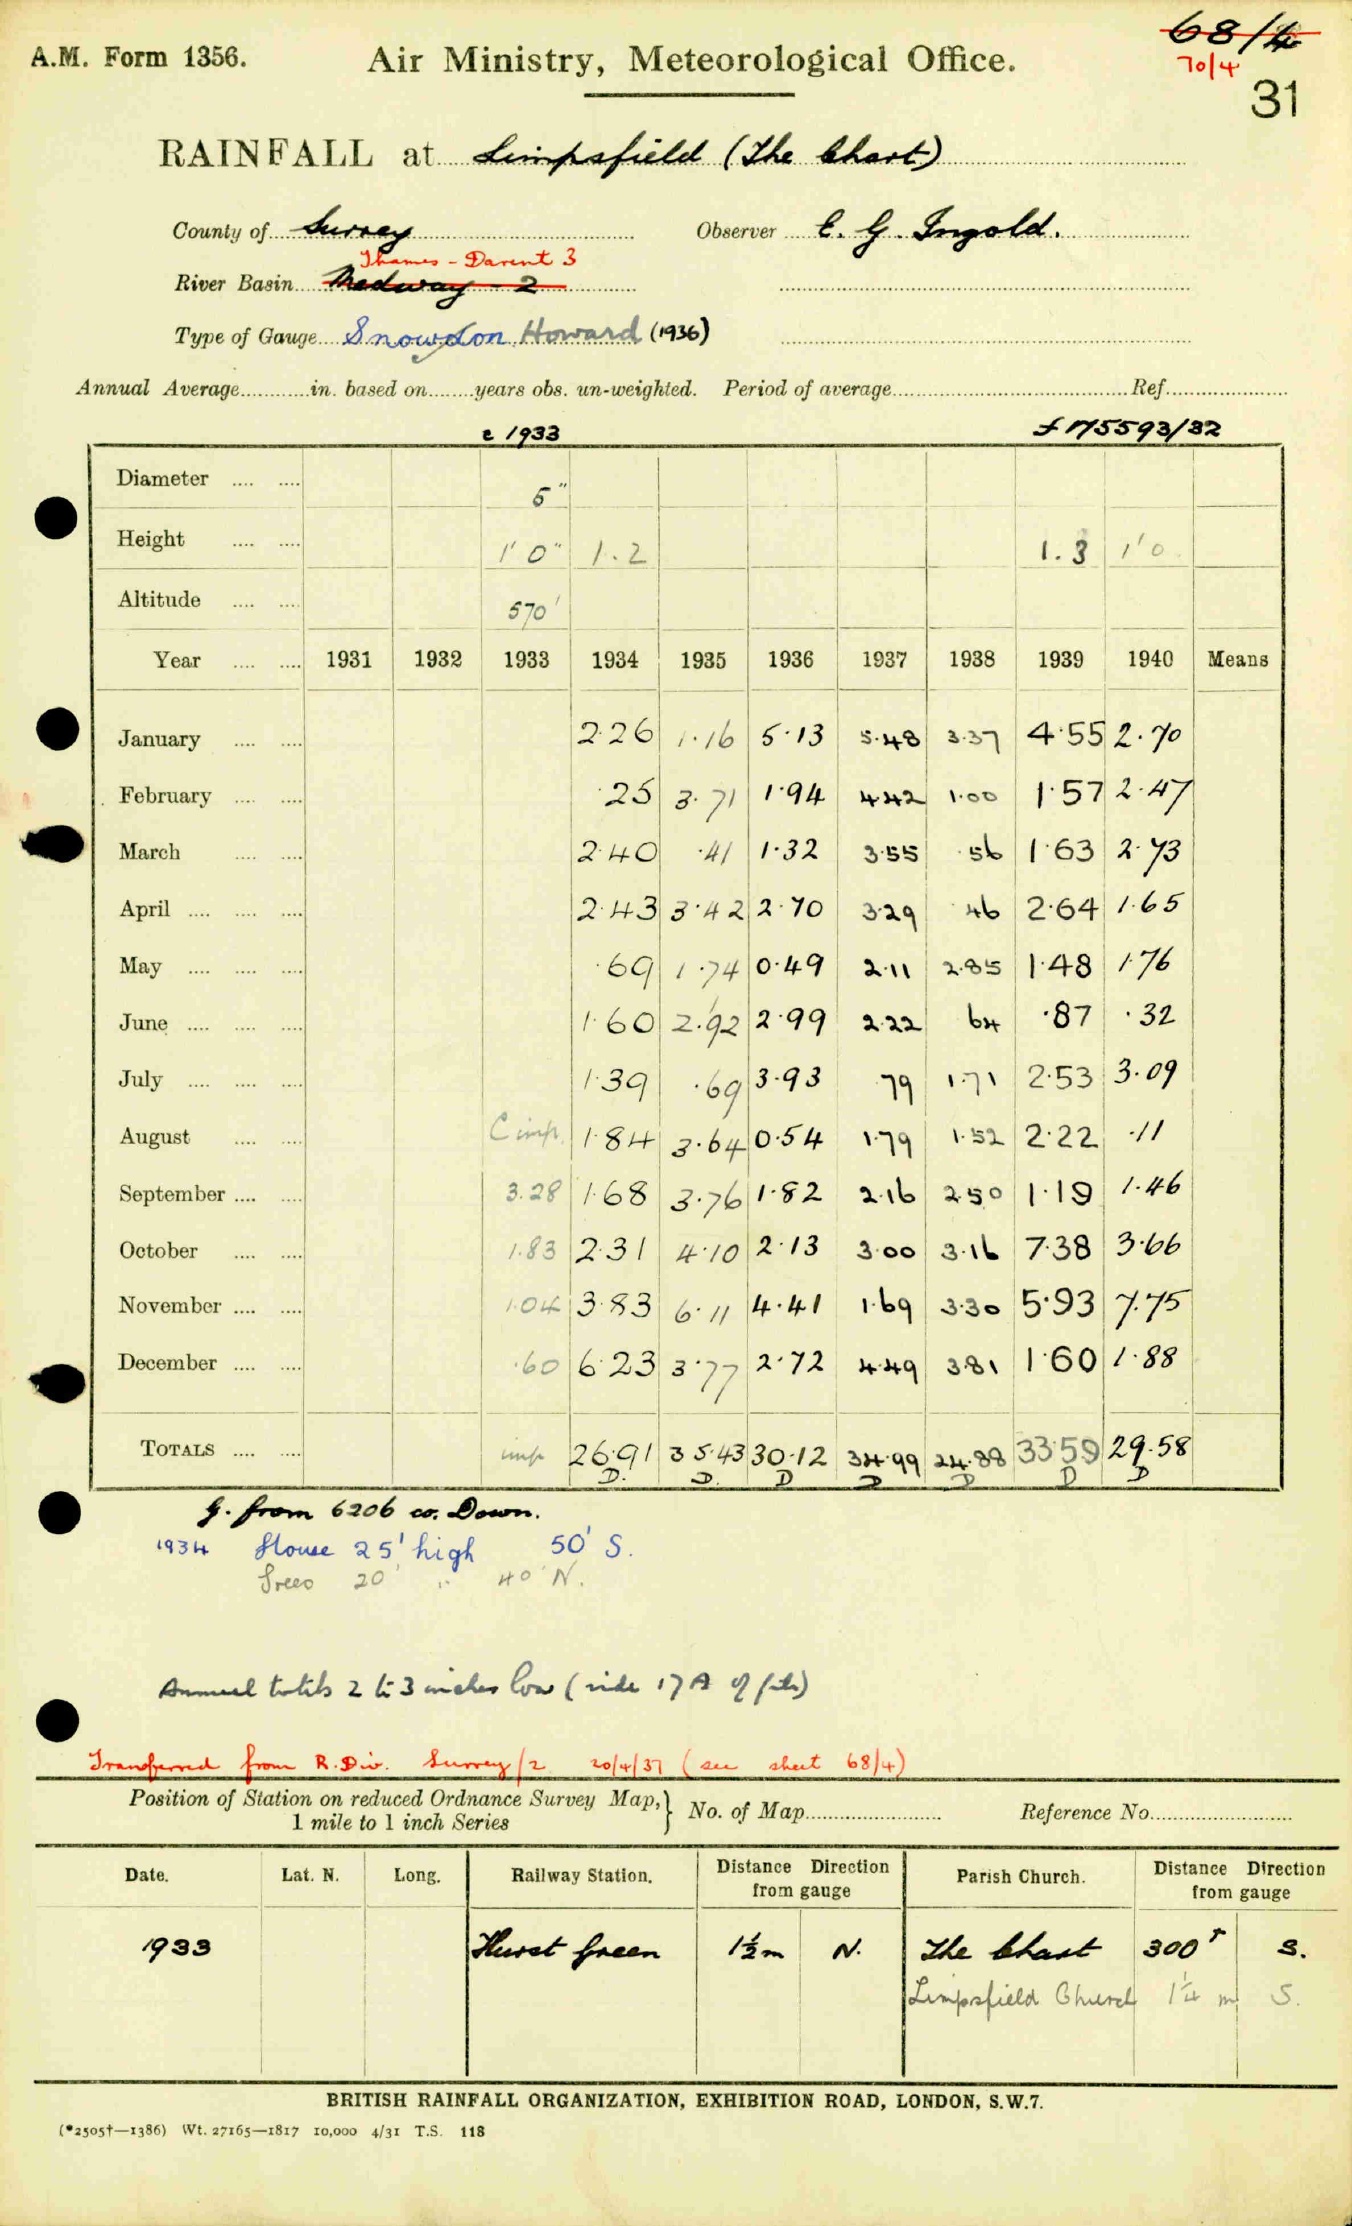 68/4
70/4
A.M. Form 1356. Air Ministry, Meteorological Office.
31
RAINFALL at Limpsfield (The Chart)
County of Surrey Observer E. G. Ingold.
Thames - Darent 3
River Basin Medway - 2
Type of Gauge Snowdon Howard (1936)
Annual Average in. based on years obs. un-weighted. Period of average Ref.
1933 175593/32
Diameter 5"
Height 1'0" 1.2 1.3 1'0
Altitude 570'
Year 1931 1932 1933 1934 1935 1936 1937 1938 1939 1940 Means
January 2.26 1.16 5.13 5.48 3.37 4.55 2.70
February .25 3.71 1.94 4.42 1.00 1.57 2.47
March 2.40 .41 1.32 3.55 .56 1.63 2.73
April 2.43 3.42 2.70 3.29 .46 2.64 1.65
May .69 1.74 0.49 2.11 2.85 1.48 1.76
June 1.60 2.92 2.99 2.22 64 .87 .32
July 1.39 .69 3.93 .79 1.71 2.53 3.09
August imp. 1.84 3.64 0.54 1.79 1.52 2.22 .11
September 3.28 1.68 3.76 1.82 2.16 2.50 1.19 1.46
October 1.83 2.31 4.10 2.13 3.00 3.16 7.38 3.66
November 1.04 3.83 6.11 4.41 1.69 3.30 5.93 7.75
December .60 6.23 3.77 2.72 4.49 3.81 1.60 1.88
TOTALS imp 26.91 35.43 30.12 34.99 24.88 33.59 29.58
D. D. D D D D D
G. from 6206 co. Down.
1934 House 25' high 50' S.
Trees 20' " 40' N.
Annual totals 2 to 3 inches low (vide 17A of file)
Transferred from R. Div. Surrey/2 20/4/37 (see sheet 68/4)
Position of Station on reduced Ordnance Survey Map, 1 mile to 1 inch Series } No. of Map Reference No.
Date. Lat. N. Long. Railway Station. Distance Direction from gauge Parish Church. Distance Direction from gauge
1933 Hurst Green 1½m N. The Chart 300† S.
Limpsfield Church 1¼ m S.
BRITISH RAINFALL ORGANIZATION, EXHIBITION ROAD, LONDON, S.W.7.
(*2505†—1386) Wt. 27165—1817 10,000 4/31 T.S. 118